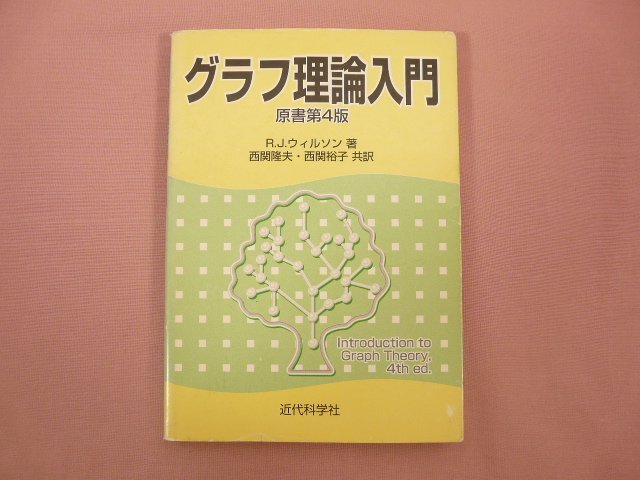 グラフ理論入門
原書第4版
R.J.ウィルソン 著
西関隆夫・西関裕子 共訳
Introduction to
Graph Theory,
4th ed.
近代科学社